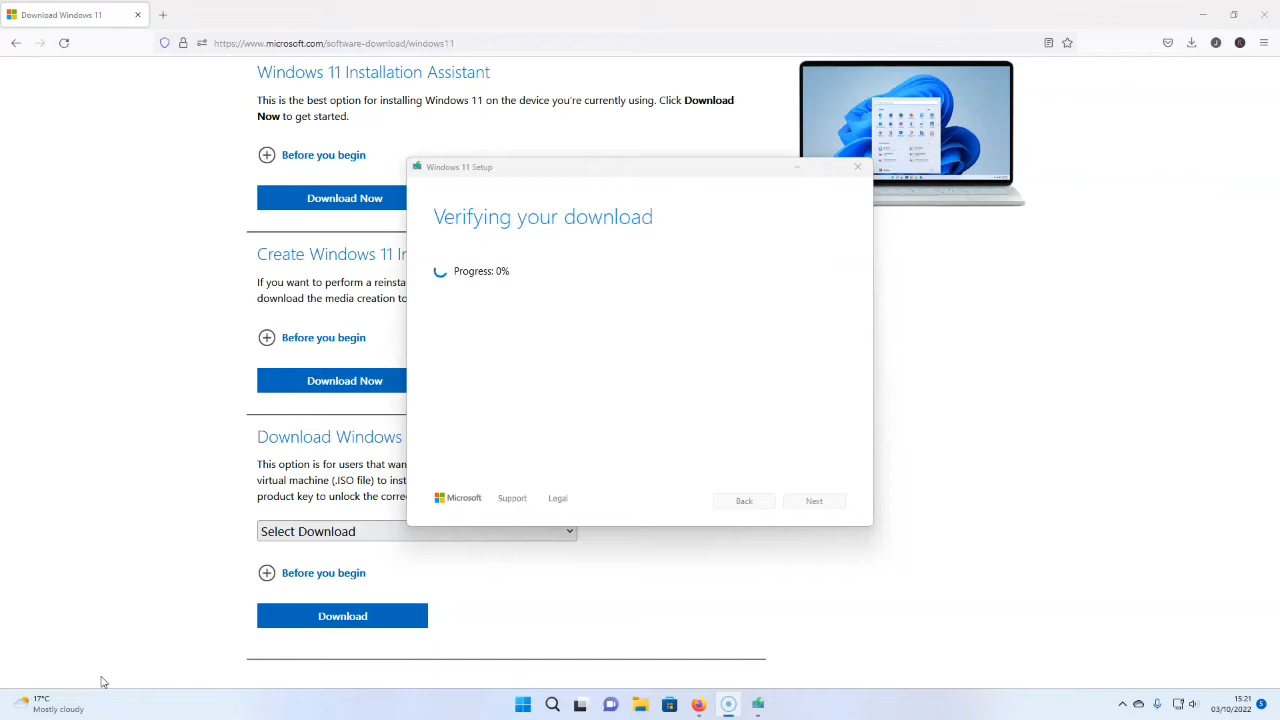 Download Windows 11
https://www.microsoft.com/software-download/windows11
Windows 11 Installation Assistant
This is the best option for installing Windows 11 on the device you're currently using. Click Download
Now to get started.
Before you begin
Download Now
Create Windows 11 I
If you want to perform a reinsta
download the media creation to
Before you begin
Download Now
Download Windows
This option is for users that wan
virtual machine (.ISO file) to inst
product key to unlock the corre
Select Download
Before you begin
Download
Windows 11 Setup
Verifying your download
Progress: 0%
Microsoft
Support
Legal
Back
Next
17°C
Mostly cloudy
15:21
03/10/2022
5